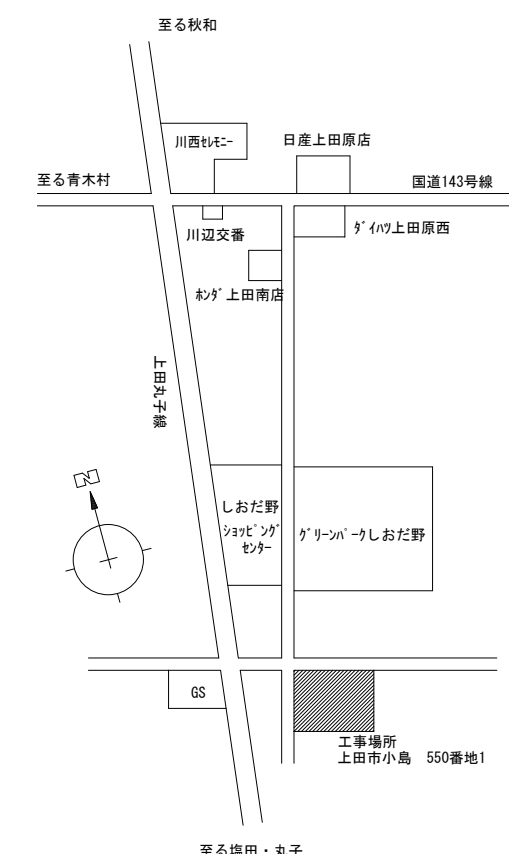 至る秋和
川西ｾﾚﾓﾆｰ
日産上田原店
至る青木村
国道143号線
川辺交番
ﾀﾞｲﾊﾂ上田原西
ﾎﾝﾀﾞ上田南店
上田丸子線
N
しおだ野
ｼｮｯﾋﾟﾝｸﾞ
ｾﾝﾀｰ
ｸﾞﾘｰﾝﾊﾟｰｸしおだ野
GS
工事場所
上田市小島　550番地1
至る塩田・丸子